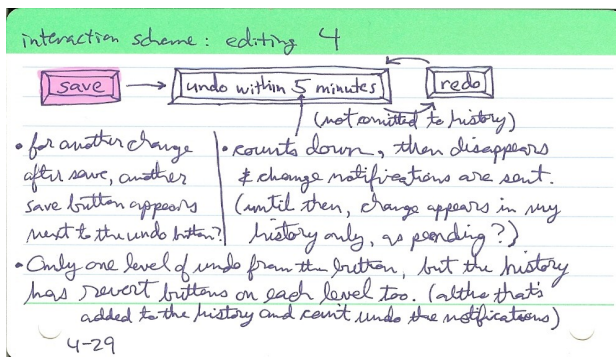 interaction scheme: editing 4
save
undo within 5 minutes
redo
(not omitted to history)
• for another change
after save, another
save button appears
next to the undo button?
• counts down, then disappears
& change notifications are sent.
(until then, change appears in my
history only, as pending?)
• Only one level of undo from the button, but the history
has revert buttons on each level too. (altho that's
added to the history and can't undo the notifications)
4-29